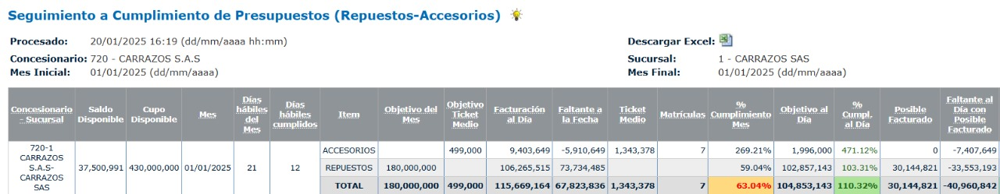 Seguimiento a Cumplimiento de Presupuestos (Repuestos-Accesorios)
Procesado: 20/01/2025 16:19 (dd/mm/aaaa hh:mm) Descargar Excel:
Concesionario: 720 - CARRAZOS S.A.S Sucursal: 1 - CARRAZOS SAS
Mes Inicial: 01/01/2025 (dd/mm/aaaa) Mes Final: 01/01/2025 (dd/mm/aaaa)
Concesionario - Sucursal Saldo Disponible Cupo Disponible Mes Días hábiles del Mes Días hábiles cumplidos Item Objetivo del Mes Objetivo Ticket Medio Facturación al Día Faltante a la Fecha Ticket Medio Matrículas % Cumplimiento Mes Objetivo al Día % Cumpl. al Día Posible Facturado Faltante al Día con Posible Facturado
720-1 CARRAZOS S.A.S- CARRAZOS SAS 37,500,991 430,000,000 01/01/2025 21 12
ACCESORIOS 499,000 9,403,649 -5,910,649 1,343,378 7 269.21% 1,996,000 471.12% 0 -7,407,649
REPUESTOS 180,000,000 106,265,515 73,734,485 59.04% 102,857,143 103.31% 30,144,821 -33,553,193
TOTAL 180,000,000 499,000 115,669,164 67,823,836 1,343,378 7 63.04% 104,853,143 110.32% 30,144,821 -40,960,842